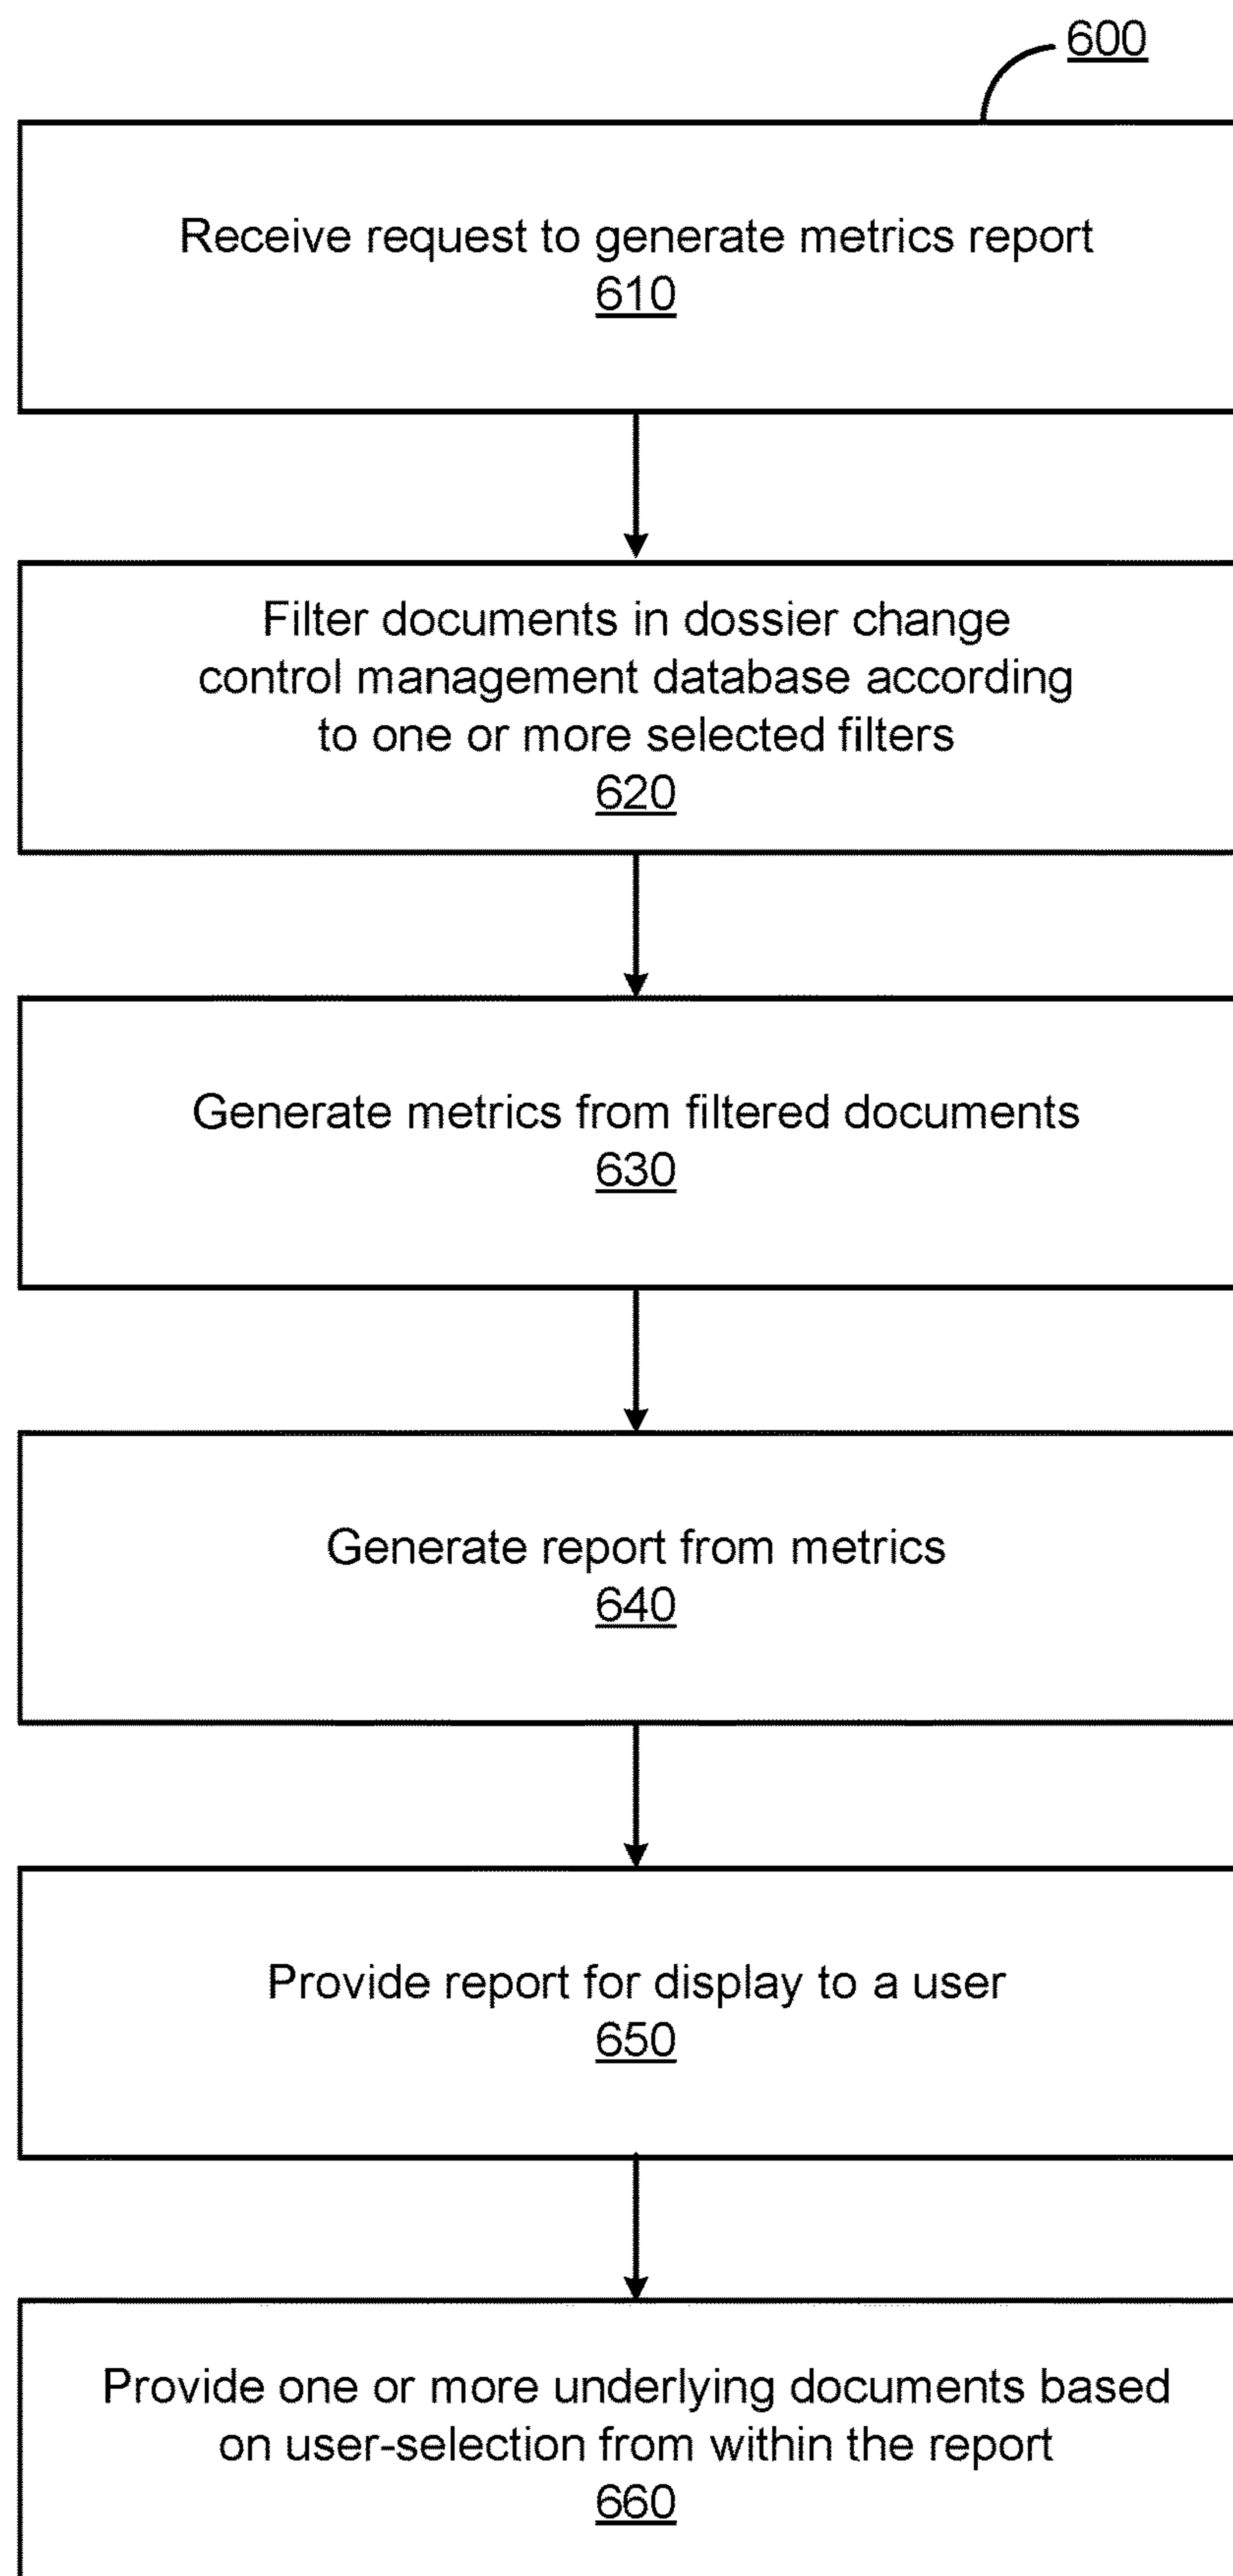 600
Receive request to generate metrics report
610
Filter documents in dossier change
control management database according
to one or more selected filters
620
Generate metrics from filtered documents
630
Generate report from metrics
640
Provide report for display to a user
650
Provide one or more underlying documents based
on user-selection from within the report
660